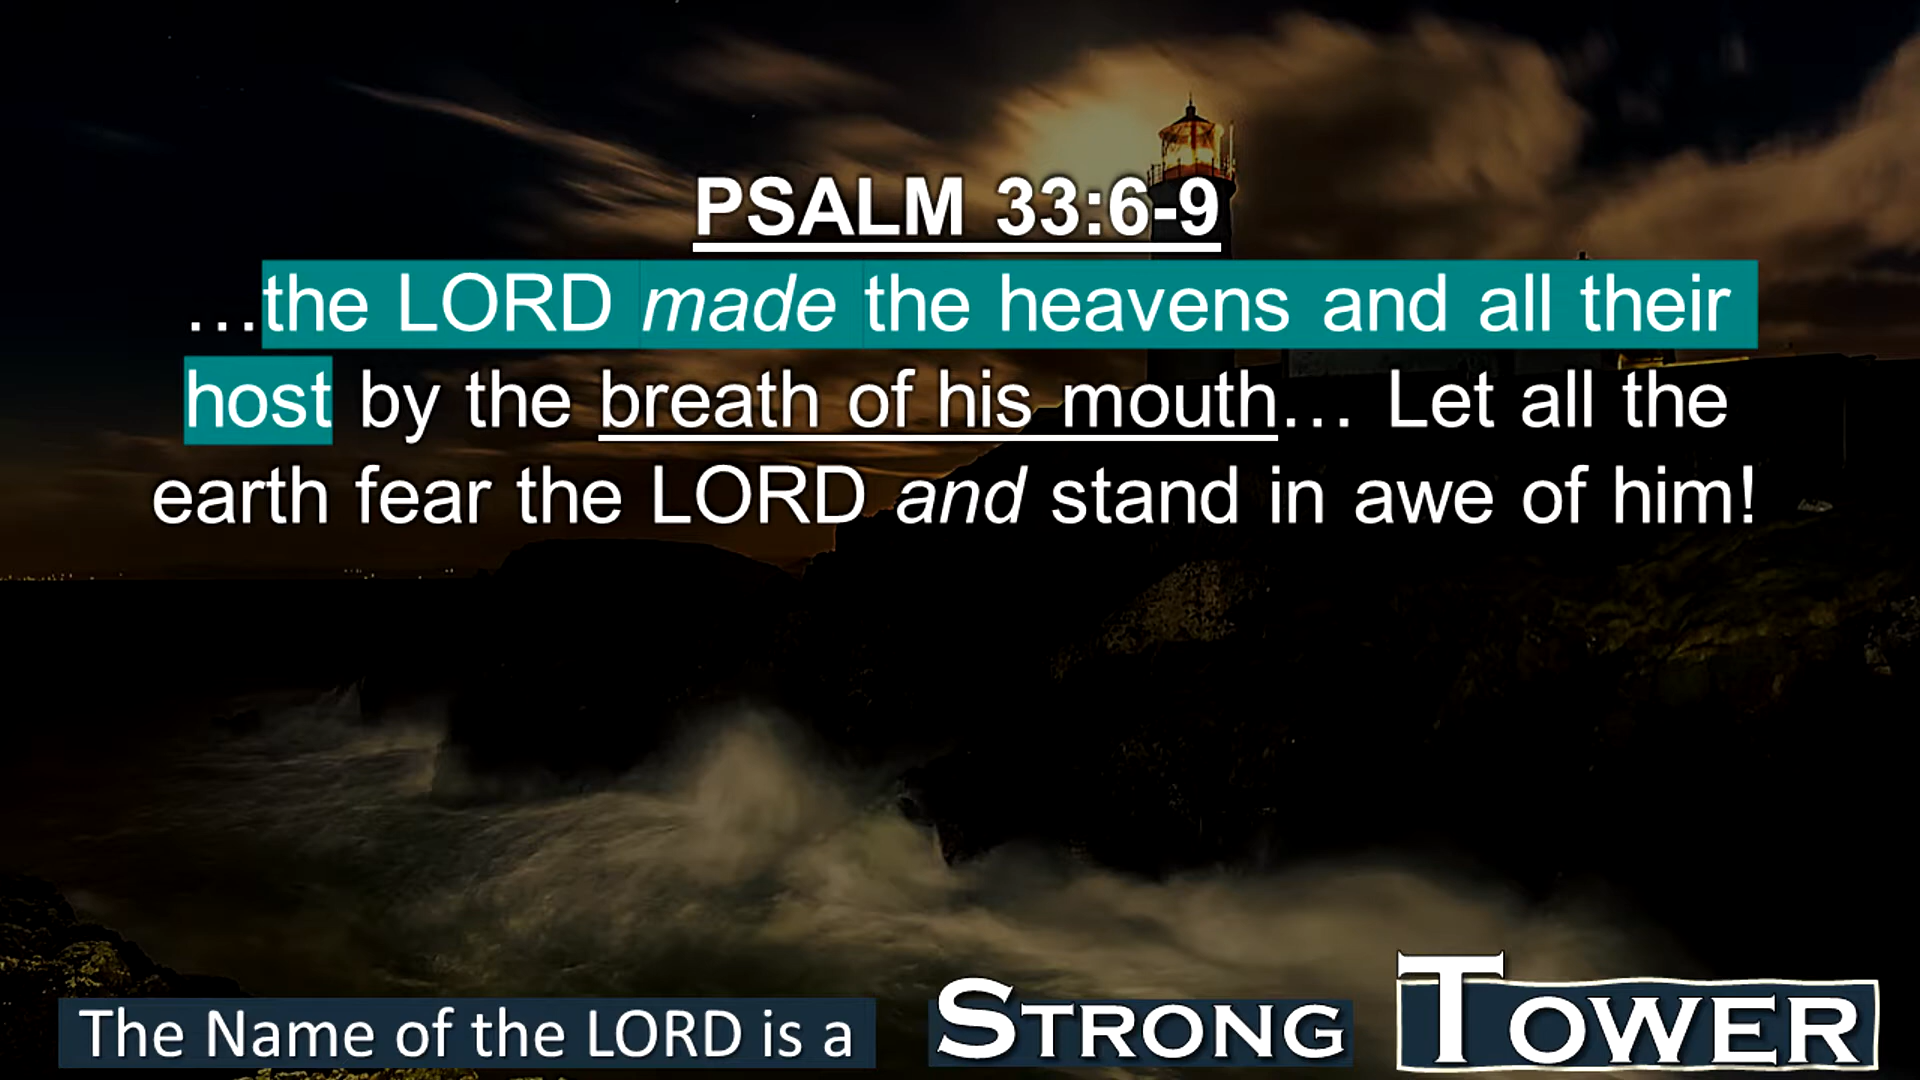 PSALM 33:6-9
…the LORD made the heavens and all their
host by the breath of his mouth… Let all the
earth fear the LORD and stand in awe of him!
The Name of the LORD is a STRONG TOWER